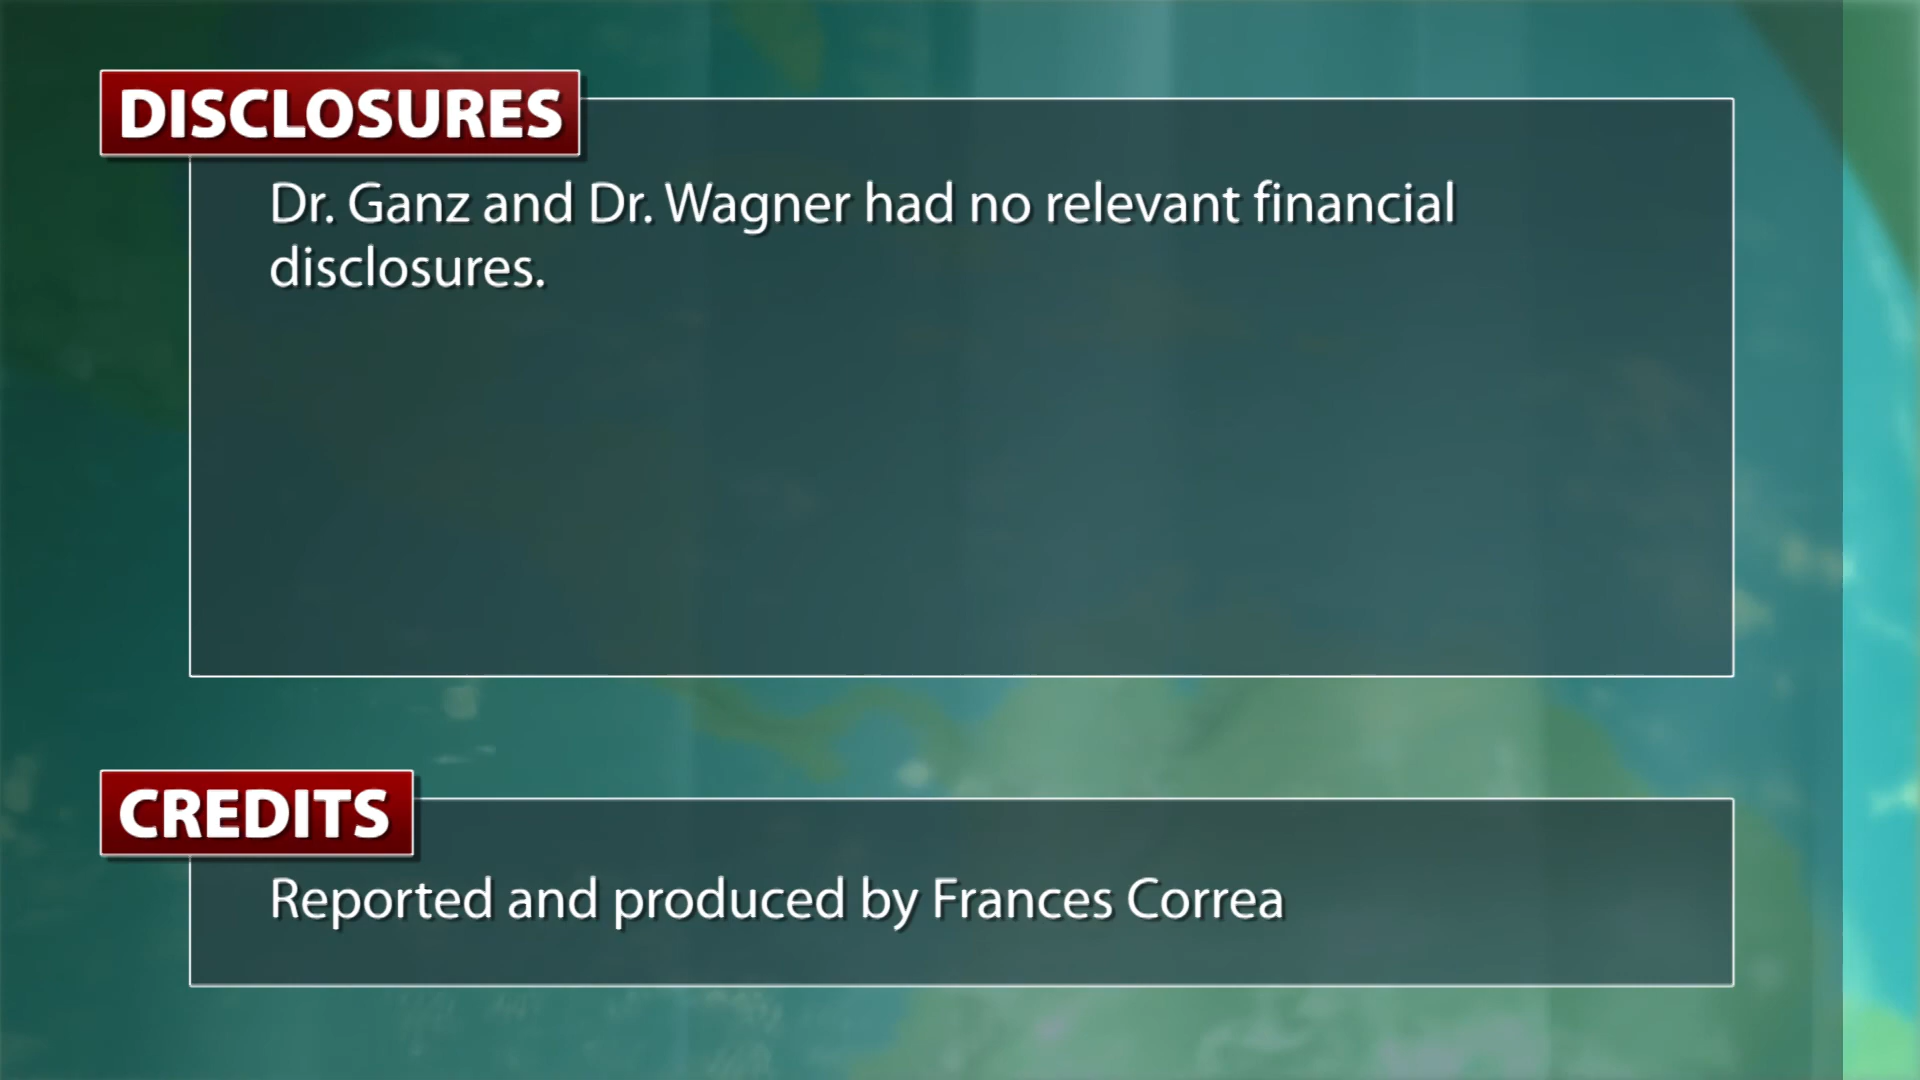 DISCLOSURES
Dr. Ganz and Dr. Wagner had no relevant financial
disclosures.
CREDITS
Reported and produced by Frances Correa